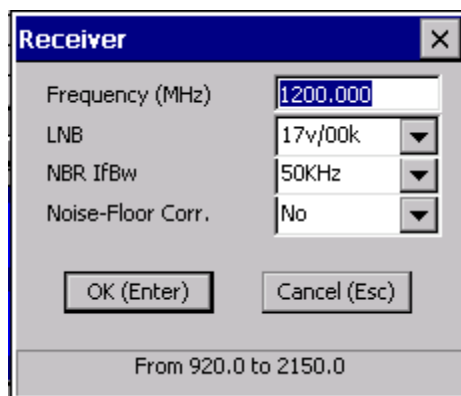 Receiver
Frequency (MHz) 1200.000
LNB 17v/00k
NBR IfBw 50KHz
Noise-Floor Corr. No
OK (Enter) Cancel (Esc)
From 920.0 to 2150.0